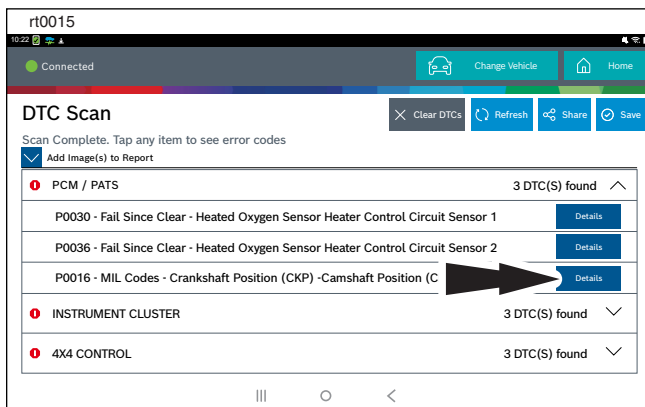 rt0015
10:22
Connected
Change Vehicle
Home
DTC Scan
Clear DTCs
Refresh
Share
Save
Scan Complete. Tap any item to see error codes
Add Image(s) to Report
PCM / PATS 3 DTC(S) found
P0030 - Fail Since Clear - Heated Oxygen Sensor Heater Control Circuit Sensor 1 Details
P0036 - Fail Since Clear - Heated Oxygen Sensor Heater Control Circuit Sensor 2 Details
P0016 - MIL Codes - Crankshaft Position (CKP) -Camshaft Position (C Details
INSTRUMENT CLUSTER 3 DTC(S) found
4X4 CONTROL 3 DTC(S) found